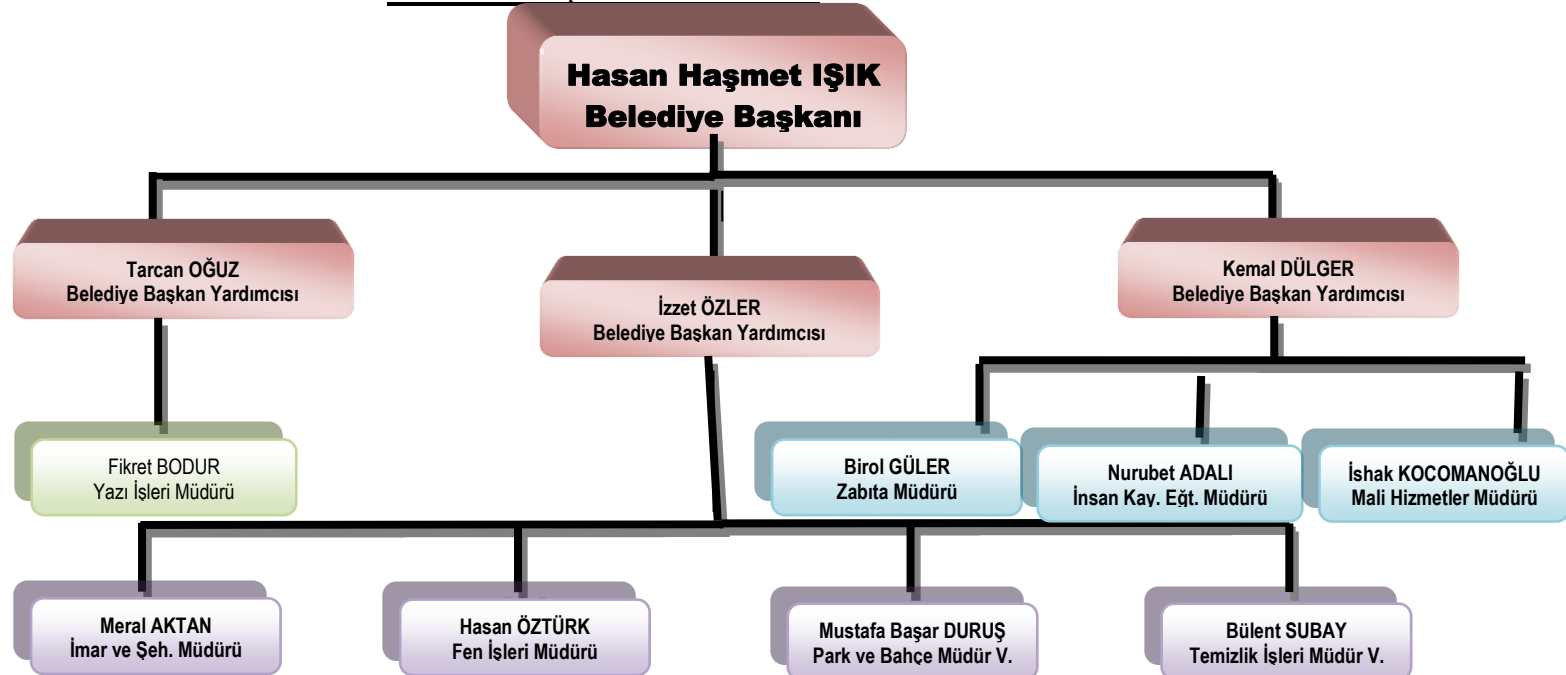 Hasan Haşmet IŞIK
Belediye Başkanı
Tarcan OĞUZ
Belediye Başkan Yardımcısı
İzzet ÖZLER
Belediye Başkan Yardımcısı
Kemal DÜLGER
Belediye Başkan Yardımcısı
Fikret BODUR
Yazı İşleri Müdürü
Birol GÜLER
Zabıta Müdürü
Nurubet ADALI
İnsan Kay. Eğt. Müdürü
İshak KOCOMANOĞLU
Mali Hizmetler Müdürü
Meral AKTAN
İmar ve Şeh. Müdürü
Hasan ÖZTÜRK
Fen İşleri Müdürü
Mustafa Başar DURUŞ
Park ve Bahçe Müdür V.
Bülent SUBAY
Temizlik İşleri Müdür V.